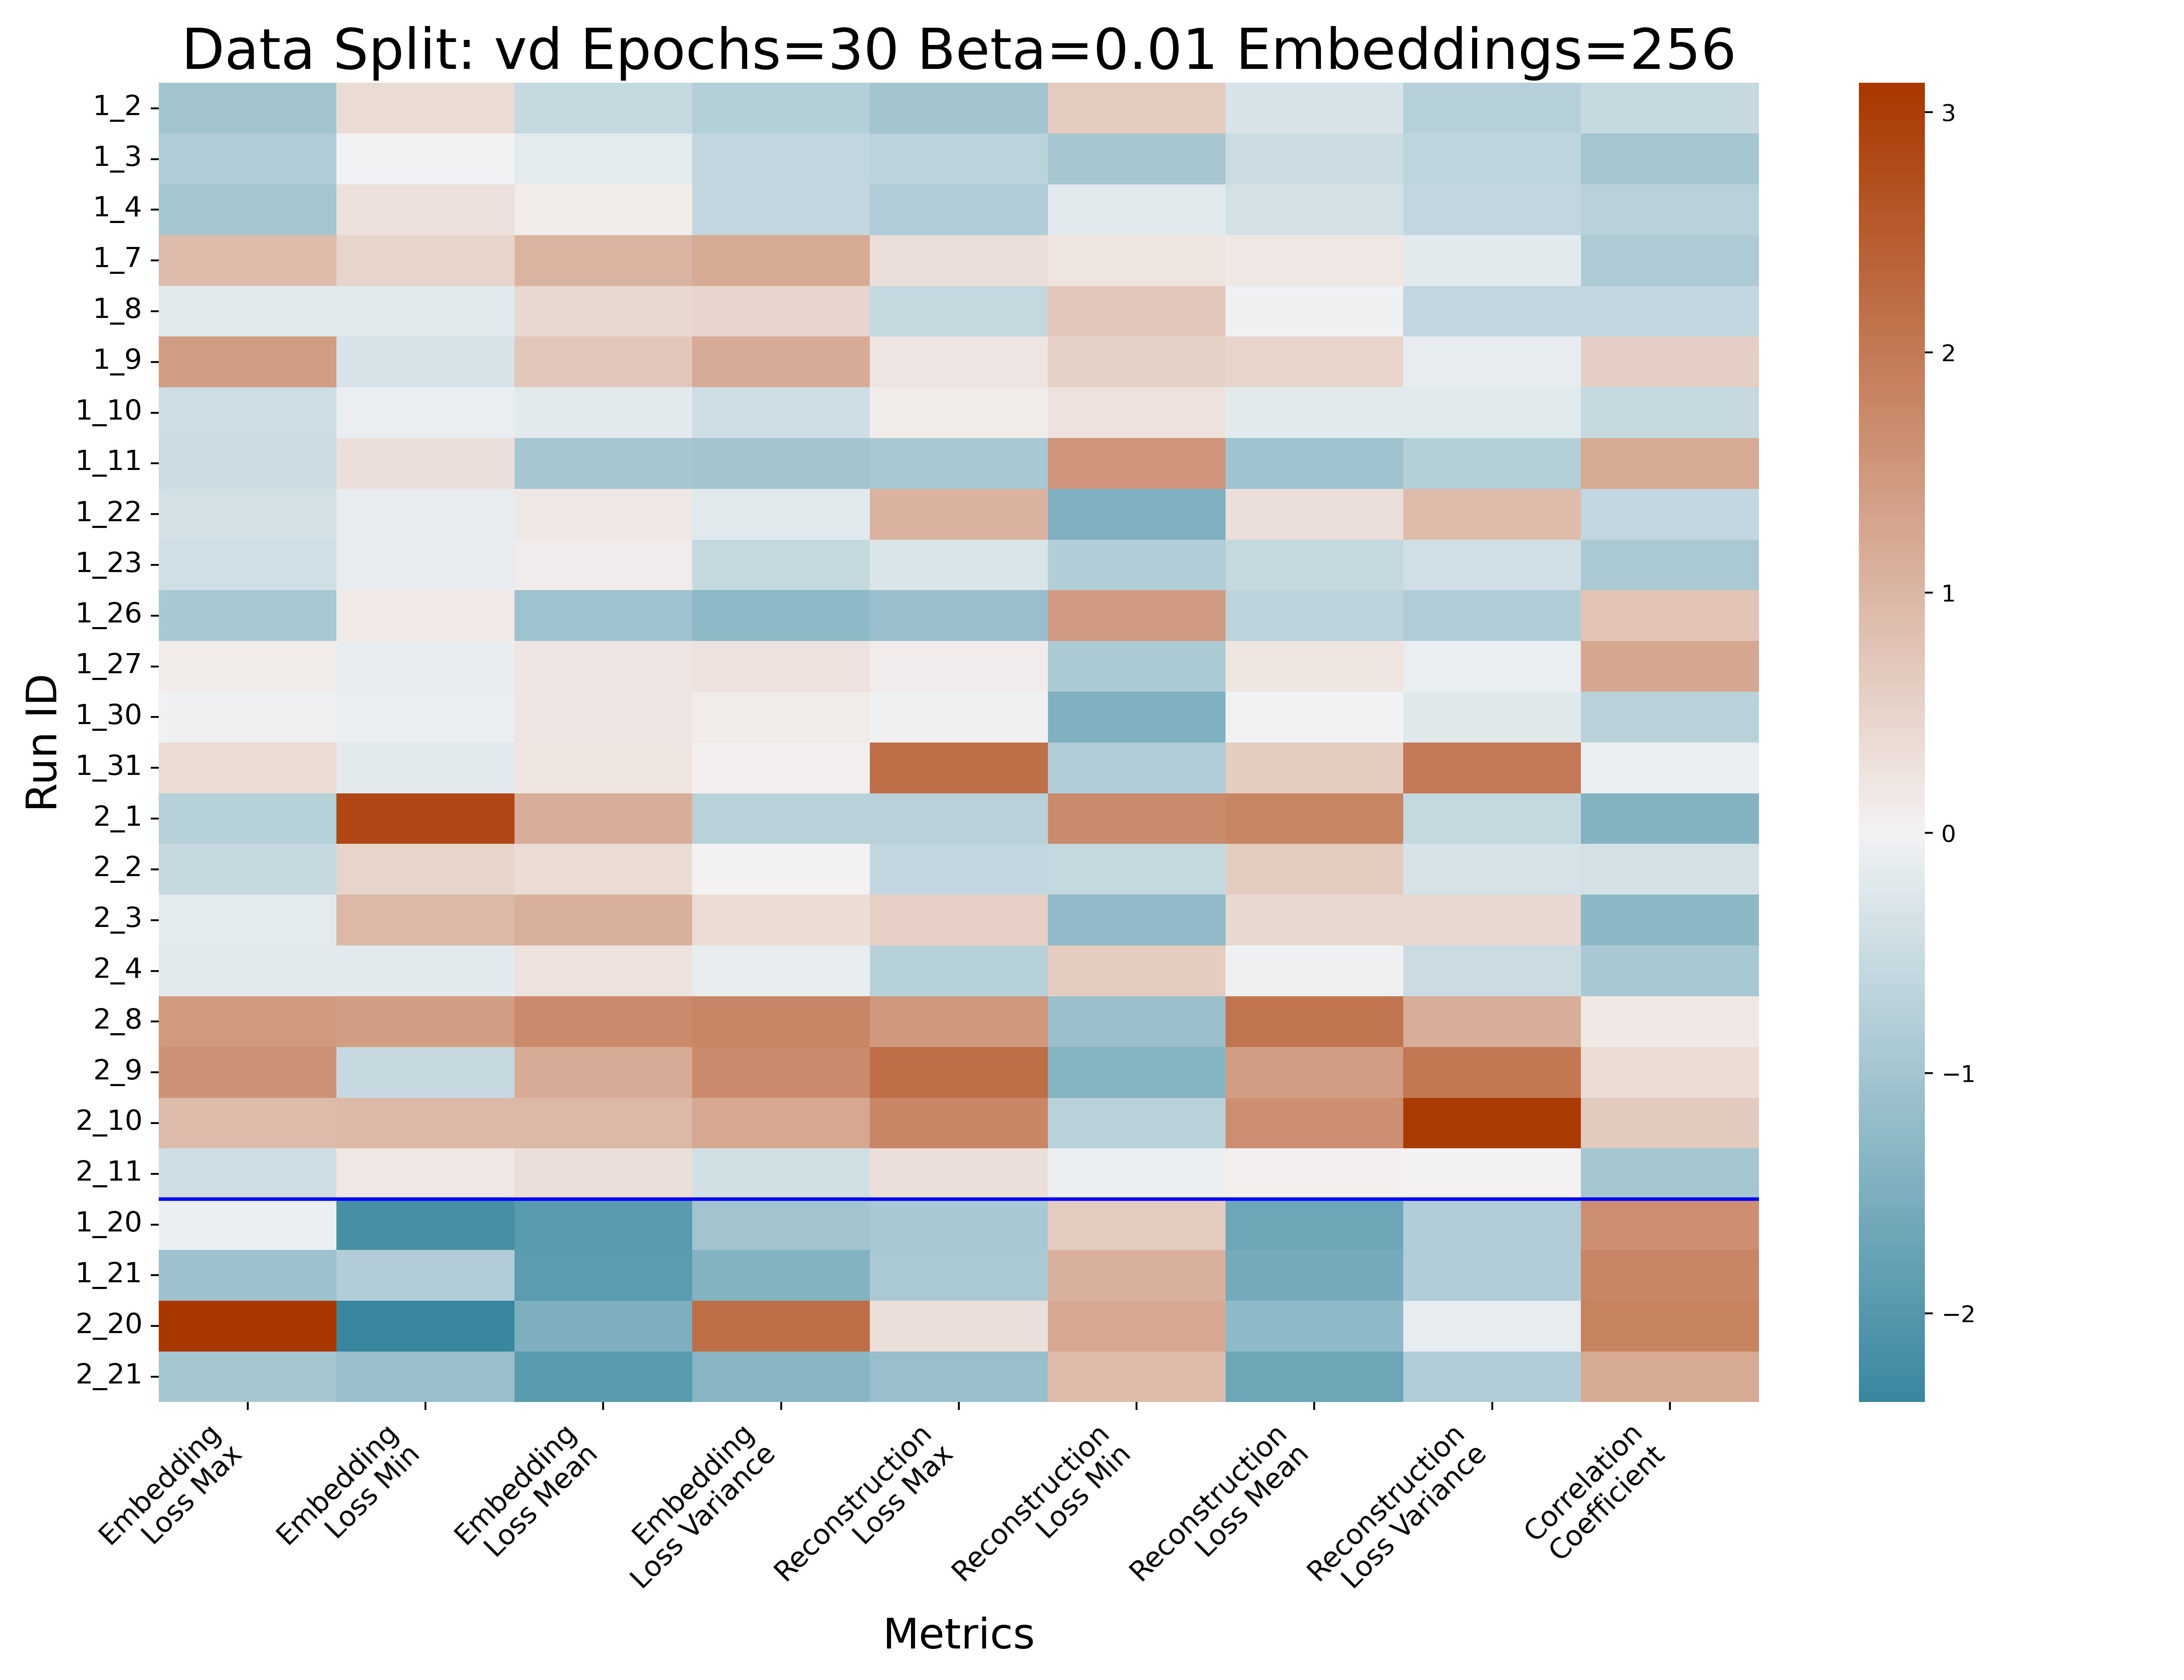 Data Split: vd Epochs=30 Beta=0.01 Embeddings=256
Run ID
1_2
1_3
1_4
1_7
1_8
1_9
1_10
1_11
1_22
1_23
1_26
1_27
1_30
1_31
2_1
2_2
2_3
2_4
2_8
2_9
2_10
2_11
1_20
1_21
2_20
2_21
Embedding
Loss Max
Embedding
Loss Min
Embedding
Loss Mean
Embedding
Loss Variance
Reconstruction
Loss Max
Reconstruction
Loss Min
Reconstruction
Loss Mean
Reconstruction
Loss Variance
Correlation
Coefficient
Metrics
3
2
1
0
−1
−2